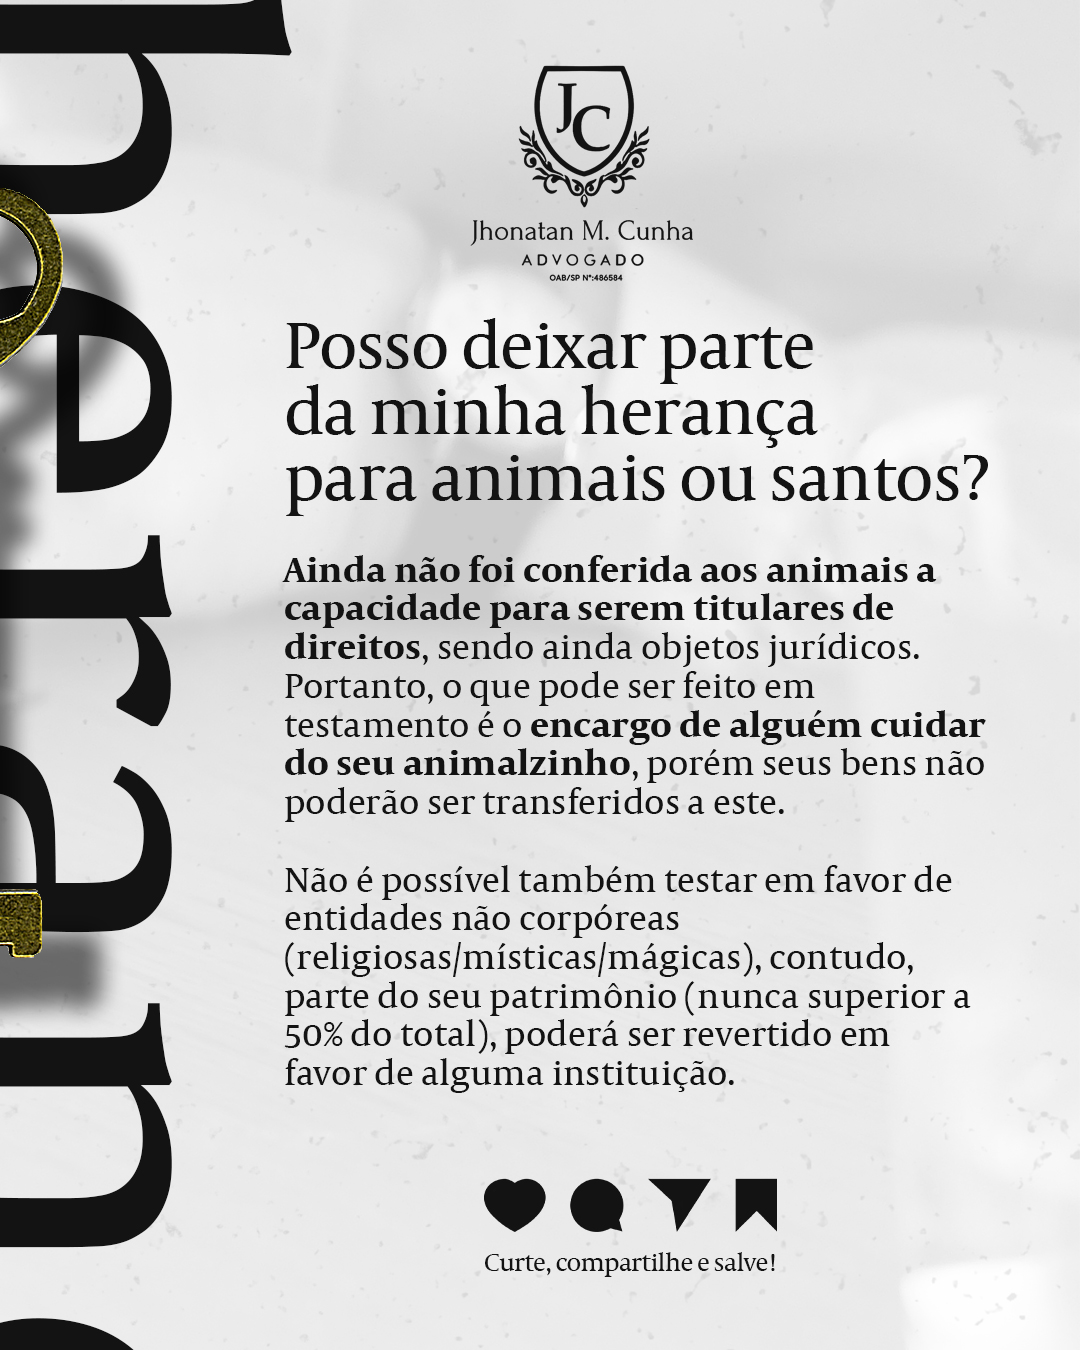 heran
JC
Jhonatan M. Cunha
ADVOGADO
OAB/SP Nº:486584
Posso deixar parte
da minha herança
para animais ou santos?
Ainda não foi conferida aos animais a
capacidade para serem titulares de
direitos, sendo ainda objetos jurídicos.
Portanto, o que pode ser feito em
testamento é o encargo de alguém cuidar
do seu animalzinho, porém seus bens não
poderão ser transferidos a este.
Não é possível também testar em favor de
entidades não corpóreas
(religiosas/místicas/mágicas), contudo,
parte do seu patrimônio (nunca superior a
50% do total), poderá ser revertido em
favor de alguma instituição.
Curte, compartilhe e salve!